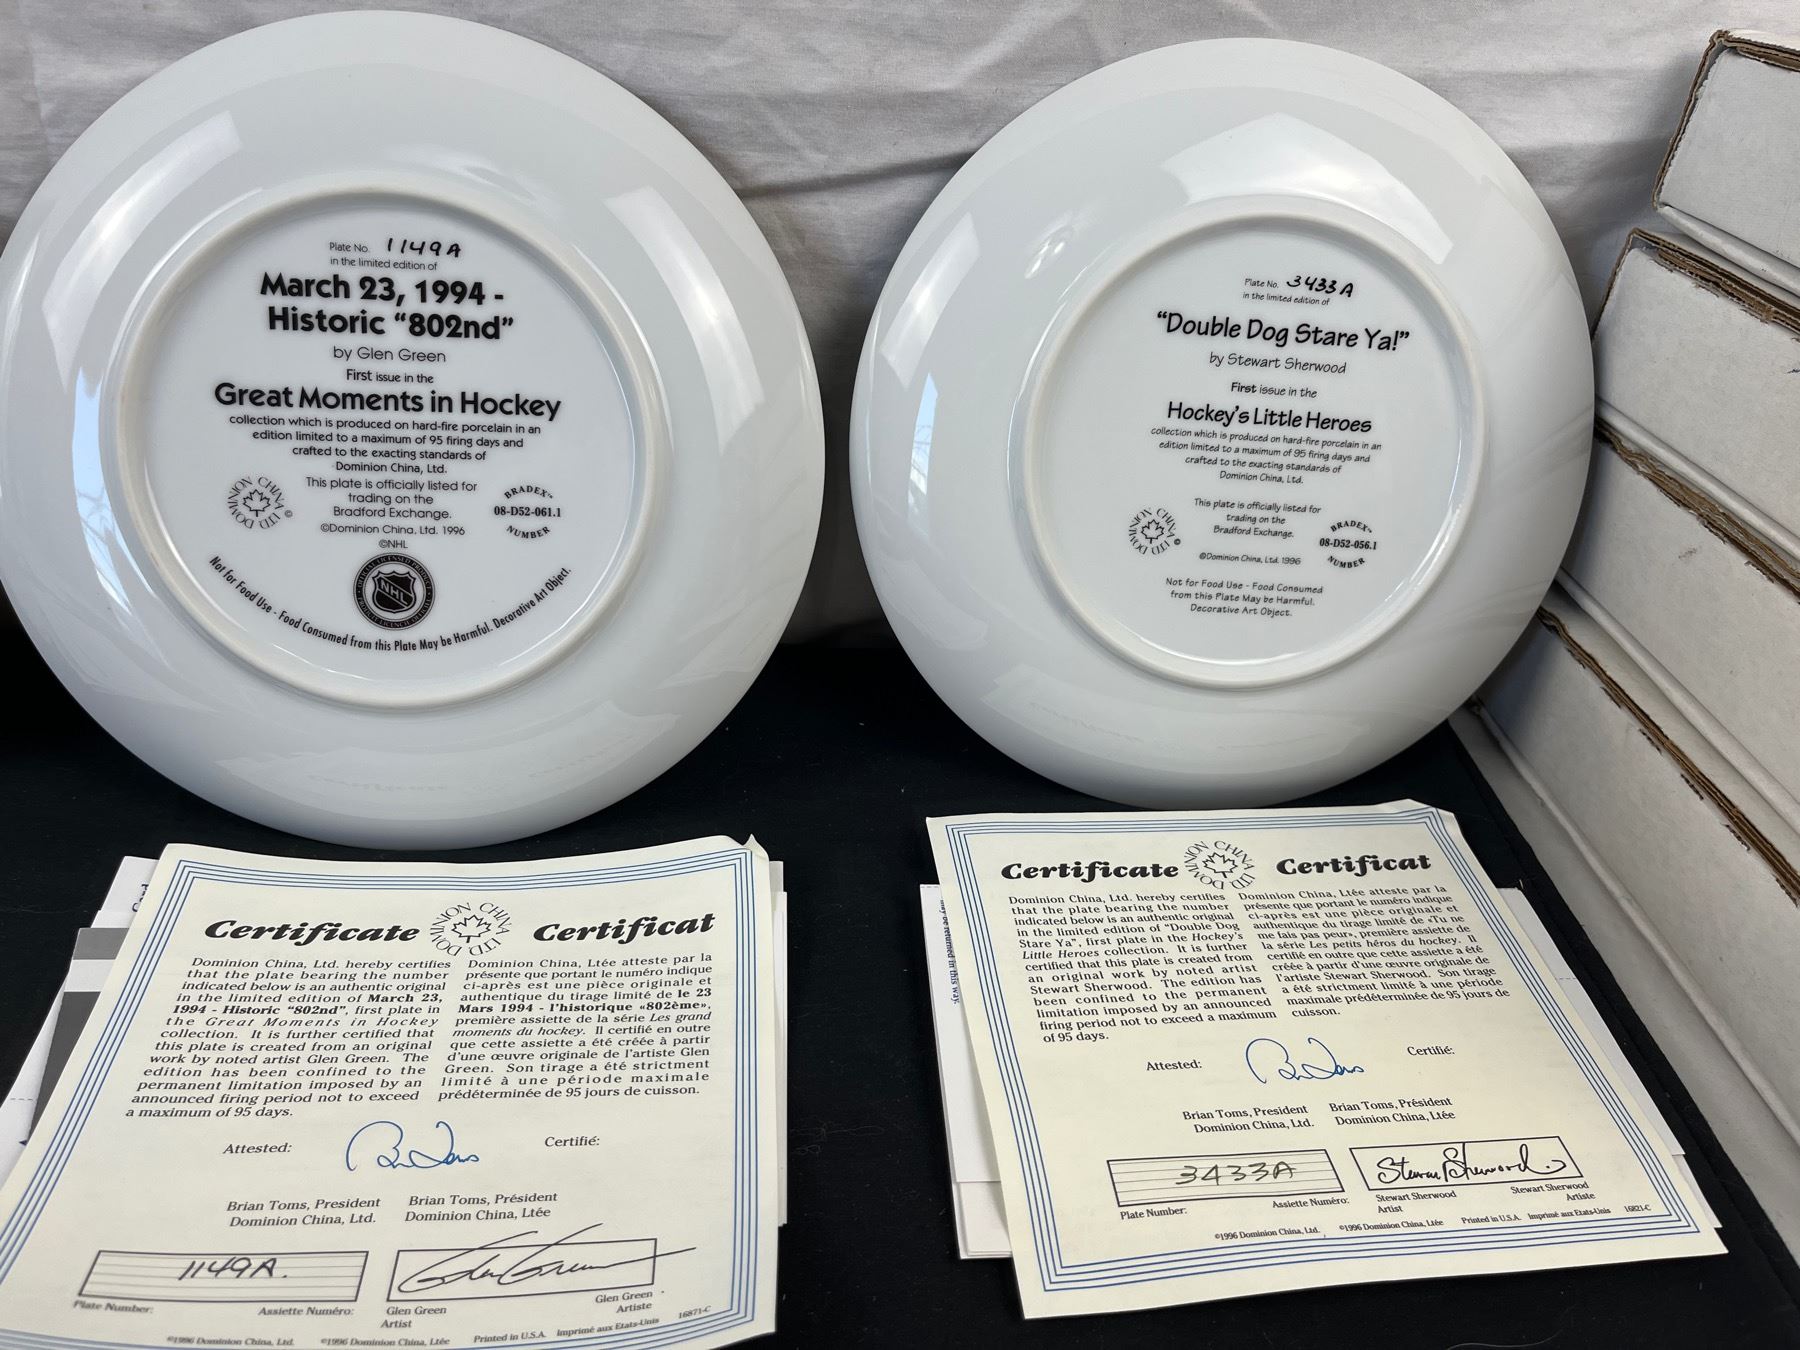 Plate No. 1149A
in the limited edition of
March 23, 1994 -
Historic “802nd”
by Glen Green
First issue in the
Great Moments in Hockey
collection which is produced on hard-fire porcelain in an
edition limited to a maximum of 95 firing days and
crafted to the exacting standards of
Dominion China, Ltd.
This plate is officially listed for
trading on the
Bradford Exchange.
©Dominion China, Ltd. 1996
©NHL
DOMINION CHINA LTD ©
BRADEX™
08-D52-061.1
NUMBER
NHL
Not for Food Use - Food Consumed from this Plate May be Harmful. Decorative Art Object.
Plate No. 3433A
in the limited edition of
“Double Dog Stare Ya!”
by Stewart Sherwood
First issue in the
Hockey's Little Heroes
collection which is produced on hard-fire porcelain in an
edition limited to a maximum of 95 firing days and
crafted to the exacting standards of
Dominion China, Ltd.
This plate is officially listed for
trading on the
Bradford Exchange.
©Dominion China, Ltd. 1996
DOMINION CHINA LTD ©
BRADEX™
08-D52-056.1
NUMBER
Not for Food Use - Food Consumed
from this Plate May be Harmful.
Decorative Art Object.
Certificate
DOMINION CHINA LTD
Certificat
Dominion China, Ltd. hereby certifies
that the plate bearing the number
indicated below is an authentic original
in the limited edition of March 23,
1994 - Historic "802nd", first plate in
the Great Moments in Hockey
collection. It is further certified that
this plate is created from an original
work by noted artist Glen Green. The
edition has been confined to the
permanent limitation imposed by an
announced firing period not to exceed
a maximum of 95 days.
Dominion China, Ltée atteste par la
présente que portant le numéro indique
ci-après est une pièce originale et
authentique du tirage limité de le 23
Mars 1994 - l'historique «802ème»,
première assiette de la série Les grand
moments du hockey. Il certifié en outre
que cette assiette a été créée à partir
d'une œuvre originale de l'artiste Glen
Green. Son tirage a été strictment
limité à une période maximale
prédéterminée de 95 jours de cuisson.
Attested:
Certifié:
Brian Toms, President
Dominion China, Ltd.
Brian Toms, Président
Dominion China, Ltée
1149A.
Glen Green
Plate Number:
Assiette Numéro:
Glen Green
Artist
Glen Green
Artiste
©1996 Dominion China, Ltd.
©1996 Dominion China, Ltée
Printed in U.S.A.
Imprimé aux Etats-Unis
16871-C
may be returned in this way.
Certificate
DOMINION CHINA LTD
Certificat
Dominion China, Ltd. hereby certifies
that the plate bearing the number
indicated below is an authentic original
in the limited edition of "Double Dog
Stare Ya", first plate in the Hockey's
Little Heroes collection. It is further
certified that this plate is created from
an original work by noted artist
Stewart Sherwood. The edition has
been confined to the permanent
limitation imposed by an announced
firing period not to exceed a maximum
of 95 days.
Dominion China, Ltée atteste par la
présente que portant le numéro indique
ci-après est une pièce originale et
authentique du tirage limité de «Tu ne
me fais pas peur», première assiette de
la série Les petits héros du hockey. Il
certifié en outre que cette assiette a été
créée à partir d'une œuvre originale de
l'artiste Stewart Sherwood. Son tirage
a été strictment limité à une période
maximale prédéterminée de 95 jours de
cuisson.
Attested:
Certifié:
Brian Toms, President
Dominion China, Ltd.
Brian Toms, Président
Dominion China, Ltée
3433A
Stewart Sherwood
Plate Number:
Assiette Numéro:
Stewart Sherwood
Artist
Stewart Sherwood
Artiste
©1996 Dominion China, Ltd.
©1996 Dominion China, Ltée
Printed in U.S.A.
Imprimé aux Etats-Unis
16821-C